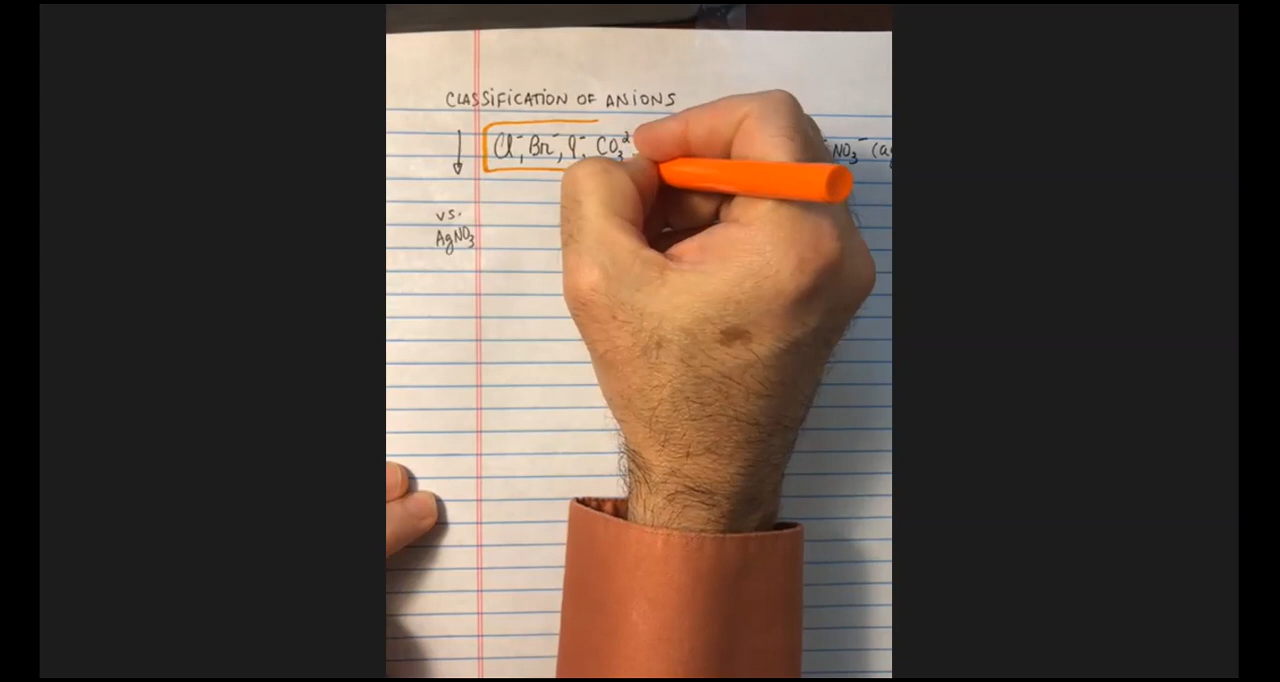 CLASSIFICATION OF ANIONS
Cl⁻, Br⁻, I⁻, CO₃² NO₃⁻ (a
vs.
AgNO₃